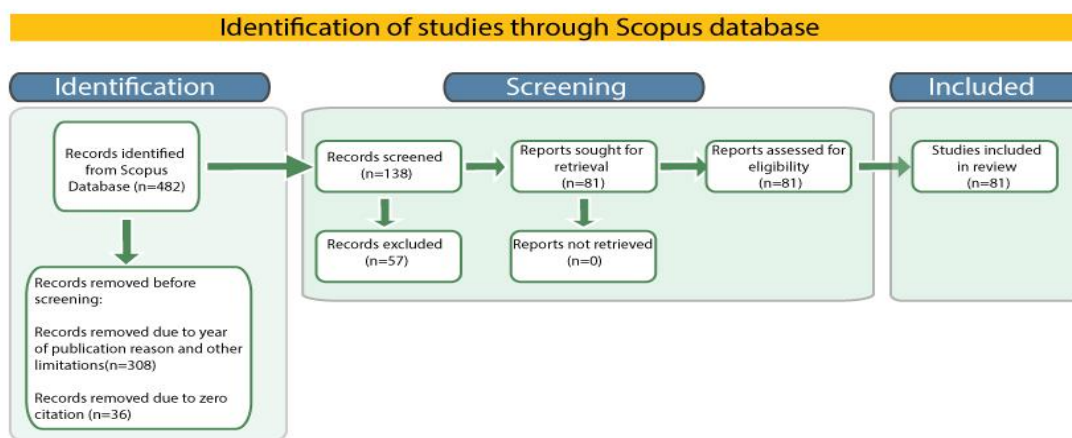 Identification of studies through Scopus database
Identification
Screening
Included
Records identified
from Scopus
Database (n=482)
Records removed before
screening:
Records removed due to year
of publication reason and other
limitations(n=308)
Records removed due to zero
citation (n=36)
Records screened
(n=138)
Records excluded
(n=57)
Reports sought for
retrieval
(n=81)
Reports not retrieved
(n=0)
Reports assessed for
eligibility
(n=81)
Studies included
in review
(n=81)